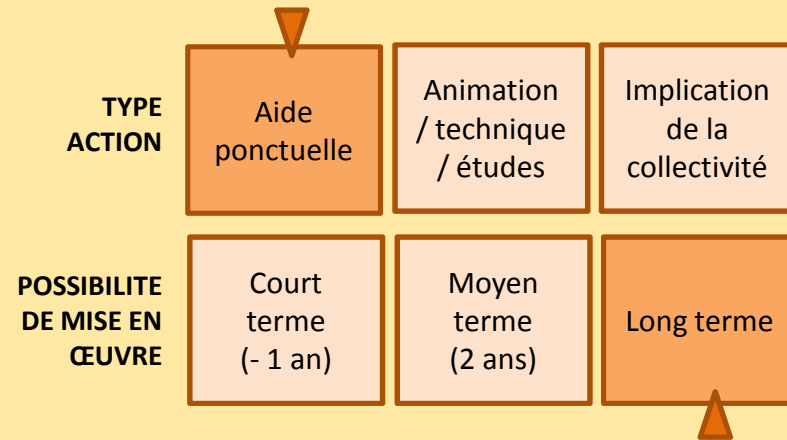 TYPE
ACTION
Aide
ponctuelle
Animation
/ technique
/ études
Implication
de la
collectivité
POSSIBILITE
DE MISE EN
ŒUVRE
Court
terme
(- 1 an)
Moyen
terme
(2 ans)
Long terme